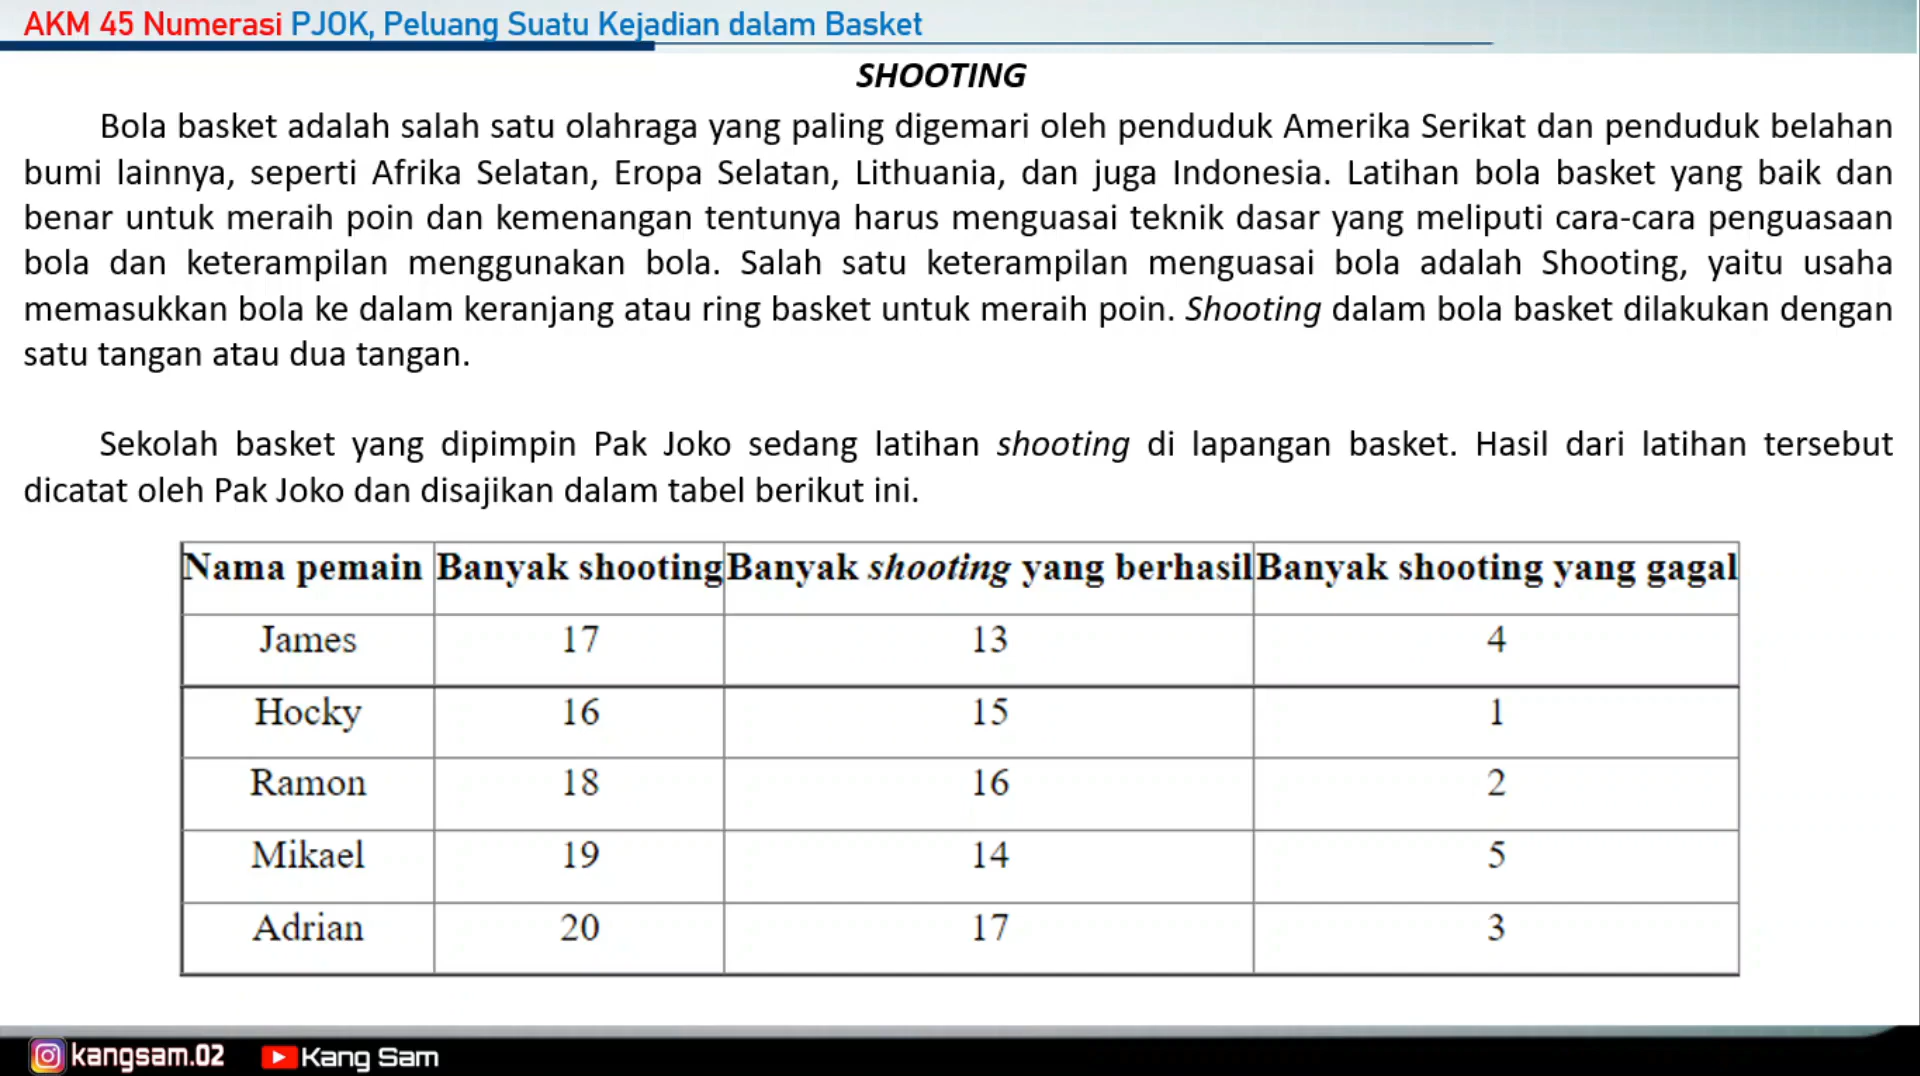 AKM 45 Numerasi PJOK, Peluang Suatu Kejadian dalam Basket
SHOOTING
Bola basket adalah salah satu olahraga yang paling digemari oleh penduduk Amerika Serikat dan penduduk belahan
bumi lainnya, seperti Afrika Selatan, Eropa Selatan, Lithuania, dan juga Indonesia. Latihan bola basket yang baik dan
benar untuk meraih poin dan kemenangan tentunya harus menguasai teknik dasar yang meliputi cara-cara penguasaan
bola dan keterampilan menggunakan bola. Salah satu keterampilan menguasai bola adalah Shooting, yaitu usaha
memasukkan bola ke dalam keranjang atau ring basket untuk meraih poin. Shooting dalam bola basket dilakukan dengan
satu tangan atau dua tangan.
Sekolah basket yang dipimpin Pak Joko sedang latihan shooting di lapangan basket. Hasil dari latihan tersebut
dicatat oleh Pak Joko dan disajikan dalam tabel berikut ini.
Nama pemain Banyak shooting Banyak shooting yang berhasil Banyak shooting yang gagal
James 17 13 4
Hocky 16 15 1
Ramon 18 16 2
Mikael 19 14 5
Adrian 20 17 3
kangsam.02 Kang Sam